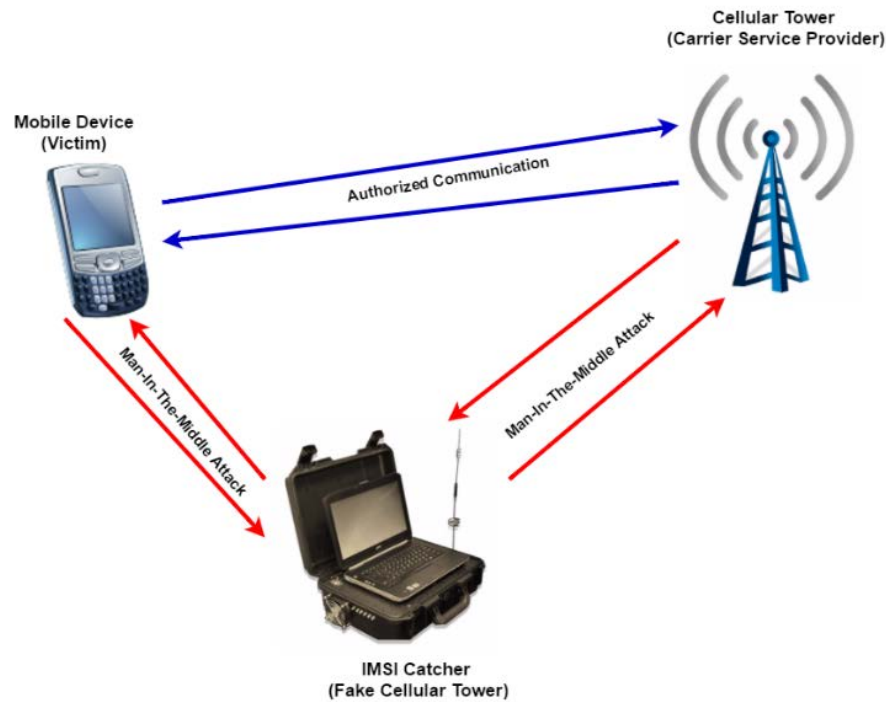 Cellular Tower
(Carrier Service Provider)
Mobile Device
(Victim)
Authorized Communication
Man-In-The-Middle Attack
Man-In-The-Middle Attack
IMSI Catcher
(Fake Cellular Tower)